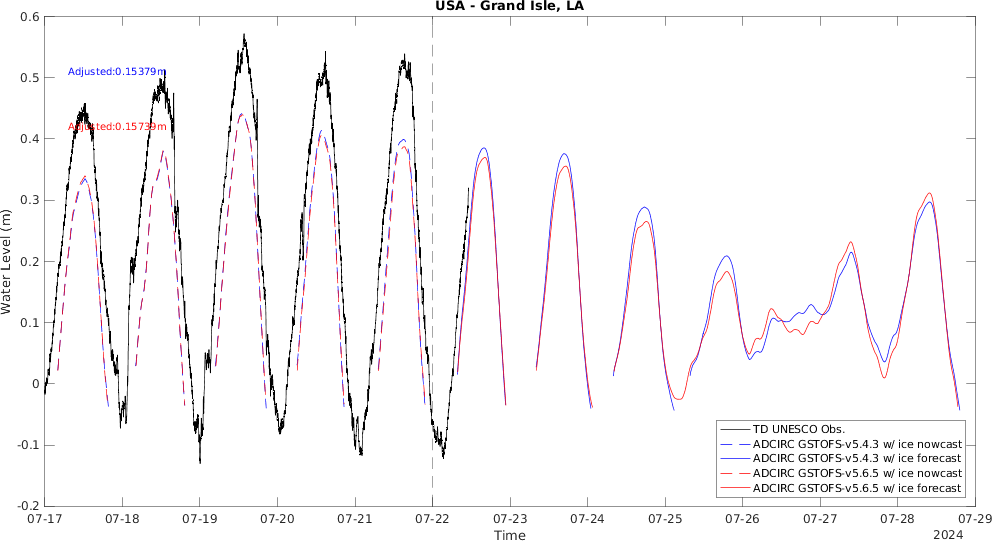 USA - Grand Isle, LA
0.6
0.5
0.4
0.3
0.2
0.1
0
-0.1
-0.2
Water Level (m)
Adjusted:0.15379m
Adjusted:0.15739m
TD UNESCO Obs.
ADCIRC GSTOFS-v5.4.3 w/ ice nowcast
ADCIRC GSTOFS-v5.4.3 w/ ice forecast
ADCIRC GSTOFS-v5.6.5 w/ ice nowcast
ADCIRC GSTOFS-v5.6.5 w/ ice forecast
07-17 07-18 07-19 07-20 07-21 07-22 07-23 07-24 07-25 07-26 07-27 07-28 07-29
Time
2024